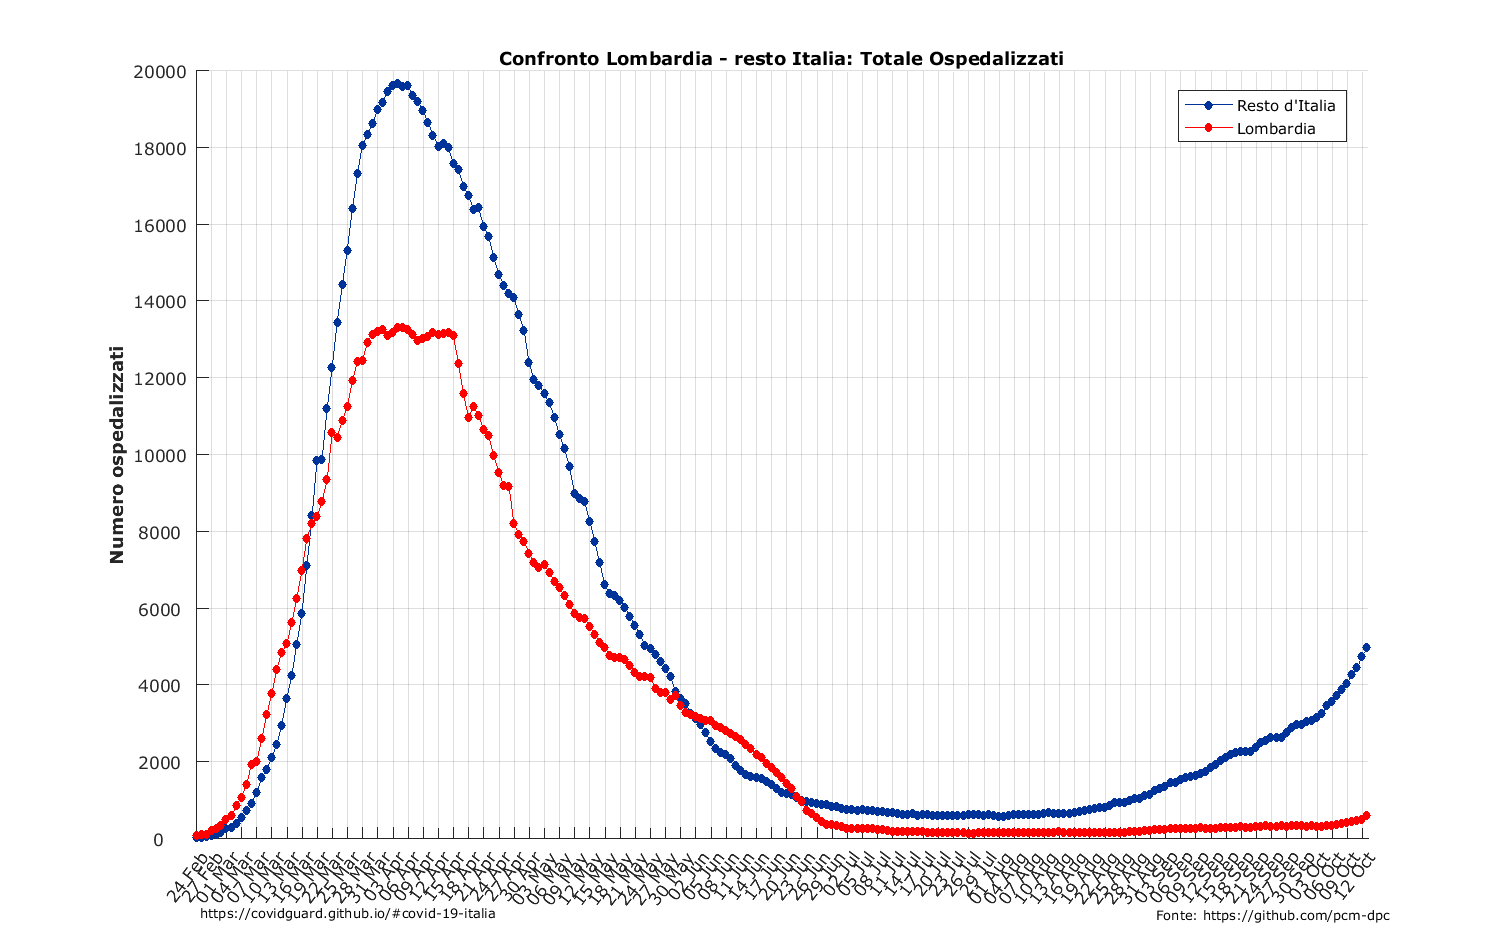 Confronto Lombardia - resto Italia: Totale Ospedalizzati
Resto d'Italia
Lombardia
Numero ospedalizzati
20000
18000
16000
14000
12000
10000
8000
6000
4000
2000
0
24 Feb
27 Feb
01 Mar
04 Mar
07 Mar
10 Mar
13 Mar
16 Mar
19 Mar
22 Mar
25 Mar
28 Mar
31 Mar
03 Apr
06 Apr
09 Apr
12 Apr
15 Apr
18 Apr
21 Apr
24 Apr
27 Apr
30 Apr
03 May
06 May
09 May
12 May
15 May
18 May
21 May
24 May
27 May
30 May
02 Jun
05 Jun
08 Jun
11 Jun
14 Jun
17 Jun
20 Jun
23 Jun
26 Jun
29 Jun
02 Jul
05 Jul
08 Jul
11 Jul
14 Jul
17 Jul
20 Jul
23 Jul
26 Jul
29 Jul
01 Aug
04 Aug
07 Aug
10 Aug
13 Aug
16 Aug
19 Aug
22 Aug
25 Aug
28 Aug
31 Aug
03 Sep
06 Sep
09 Sep
12 Sep
15 Sep
18 Sep
21 Sep
24 Sep
27 Sep
30 Sep
03 Oct
06 Oct
09 Oct
12 Oct
https://covidguard.github.io/#covid-19-italia
Fonte: https://github.com/pcm-dpc